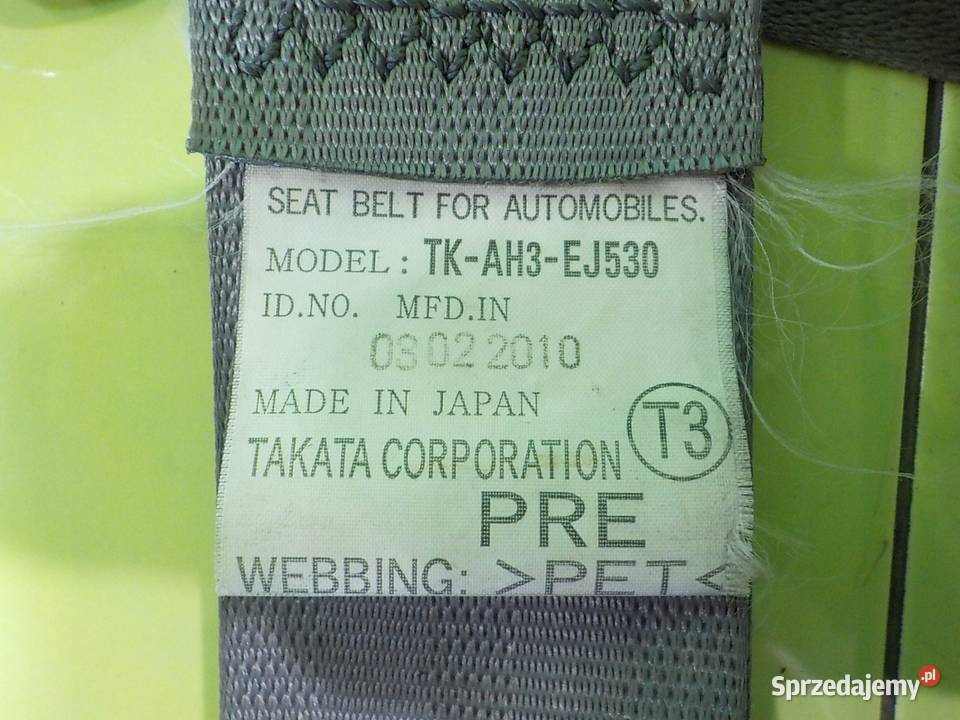 SEAT BELT FOR AUTOMOBILES.
MODEL: TK-AH3-EJ530
ID.NO. MFD.IN
03 02 2010
MADE IN JAPAN
TAKATA CORPORATION T3
PRE
WEBBING: >PET<
Sprzedajemy.pl